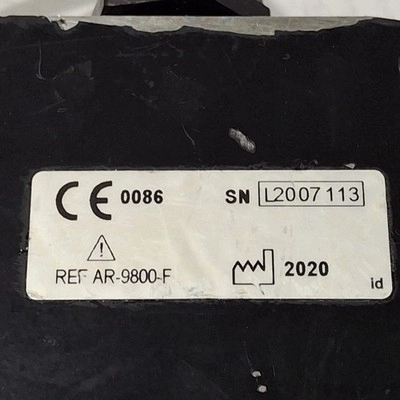 CE 0086 SN L2007113
REF AR-9800-F 2020
id